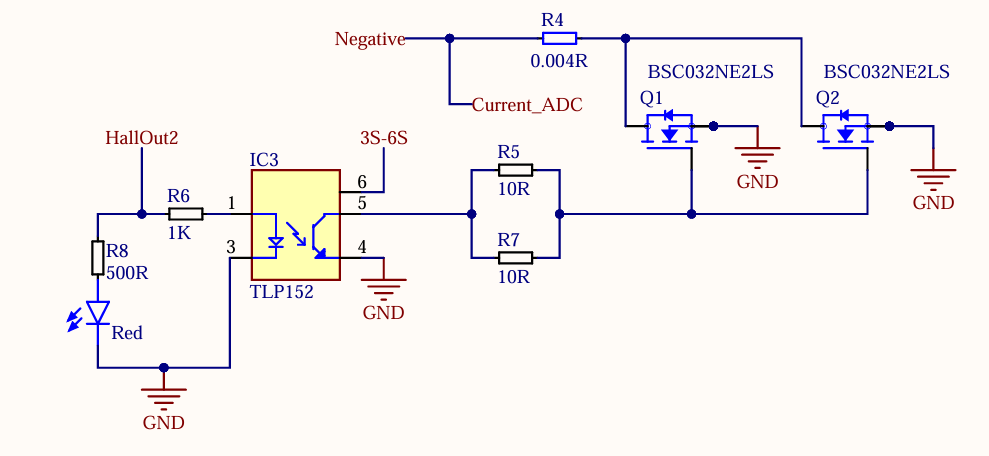 R4
Negative
0.004R
BSC032NE2LS
BSC032NE2LS
Q1
Q2
Current_ADC
HallOut2
3S-6S
IC3
R5
6
10R
GND
R6
1
5
GND
1K
R7
3
4
R8
500R
10R
TLP152
GND
Red
GND